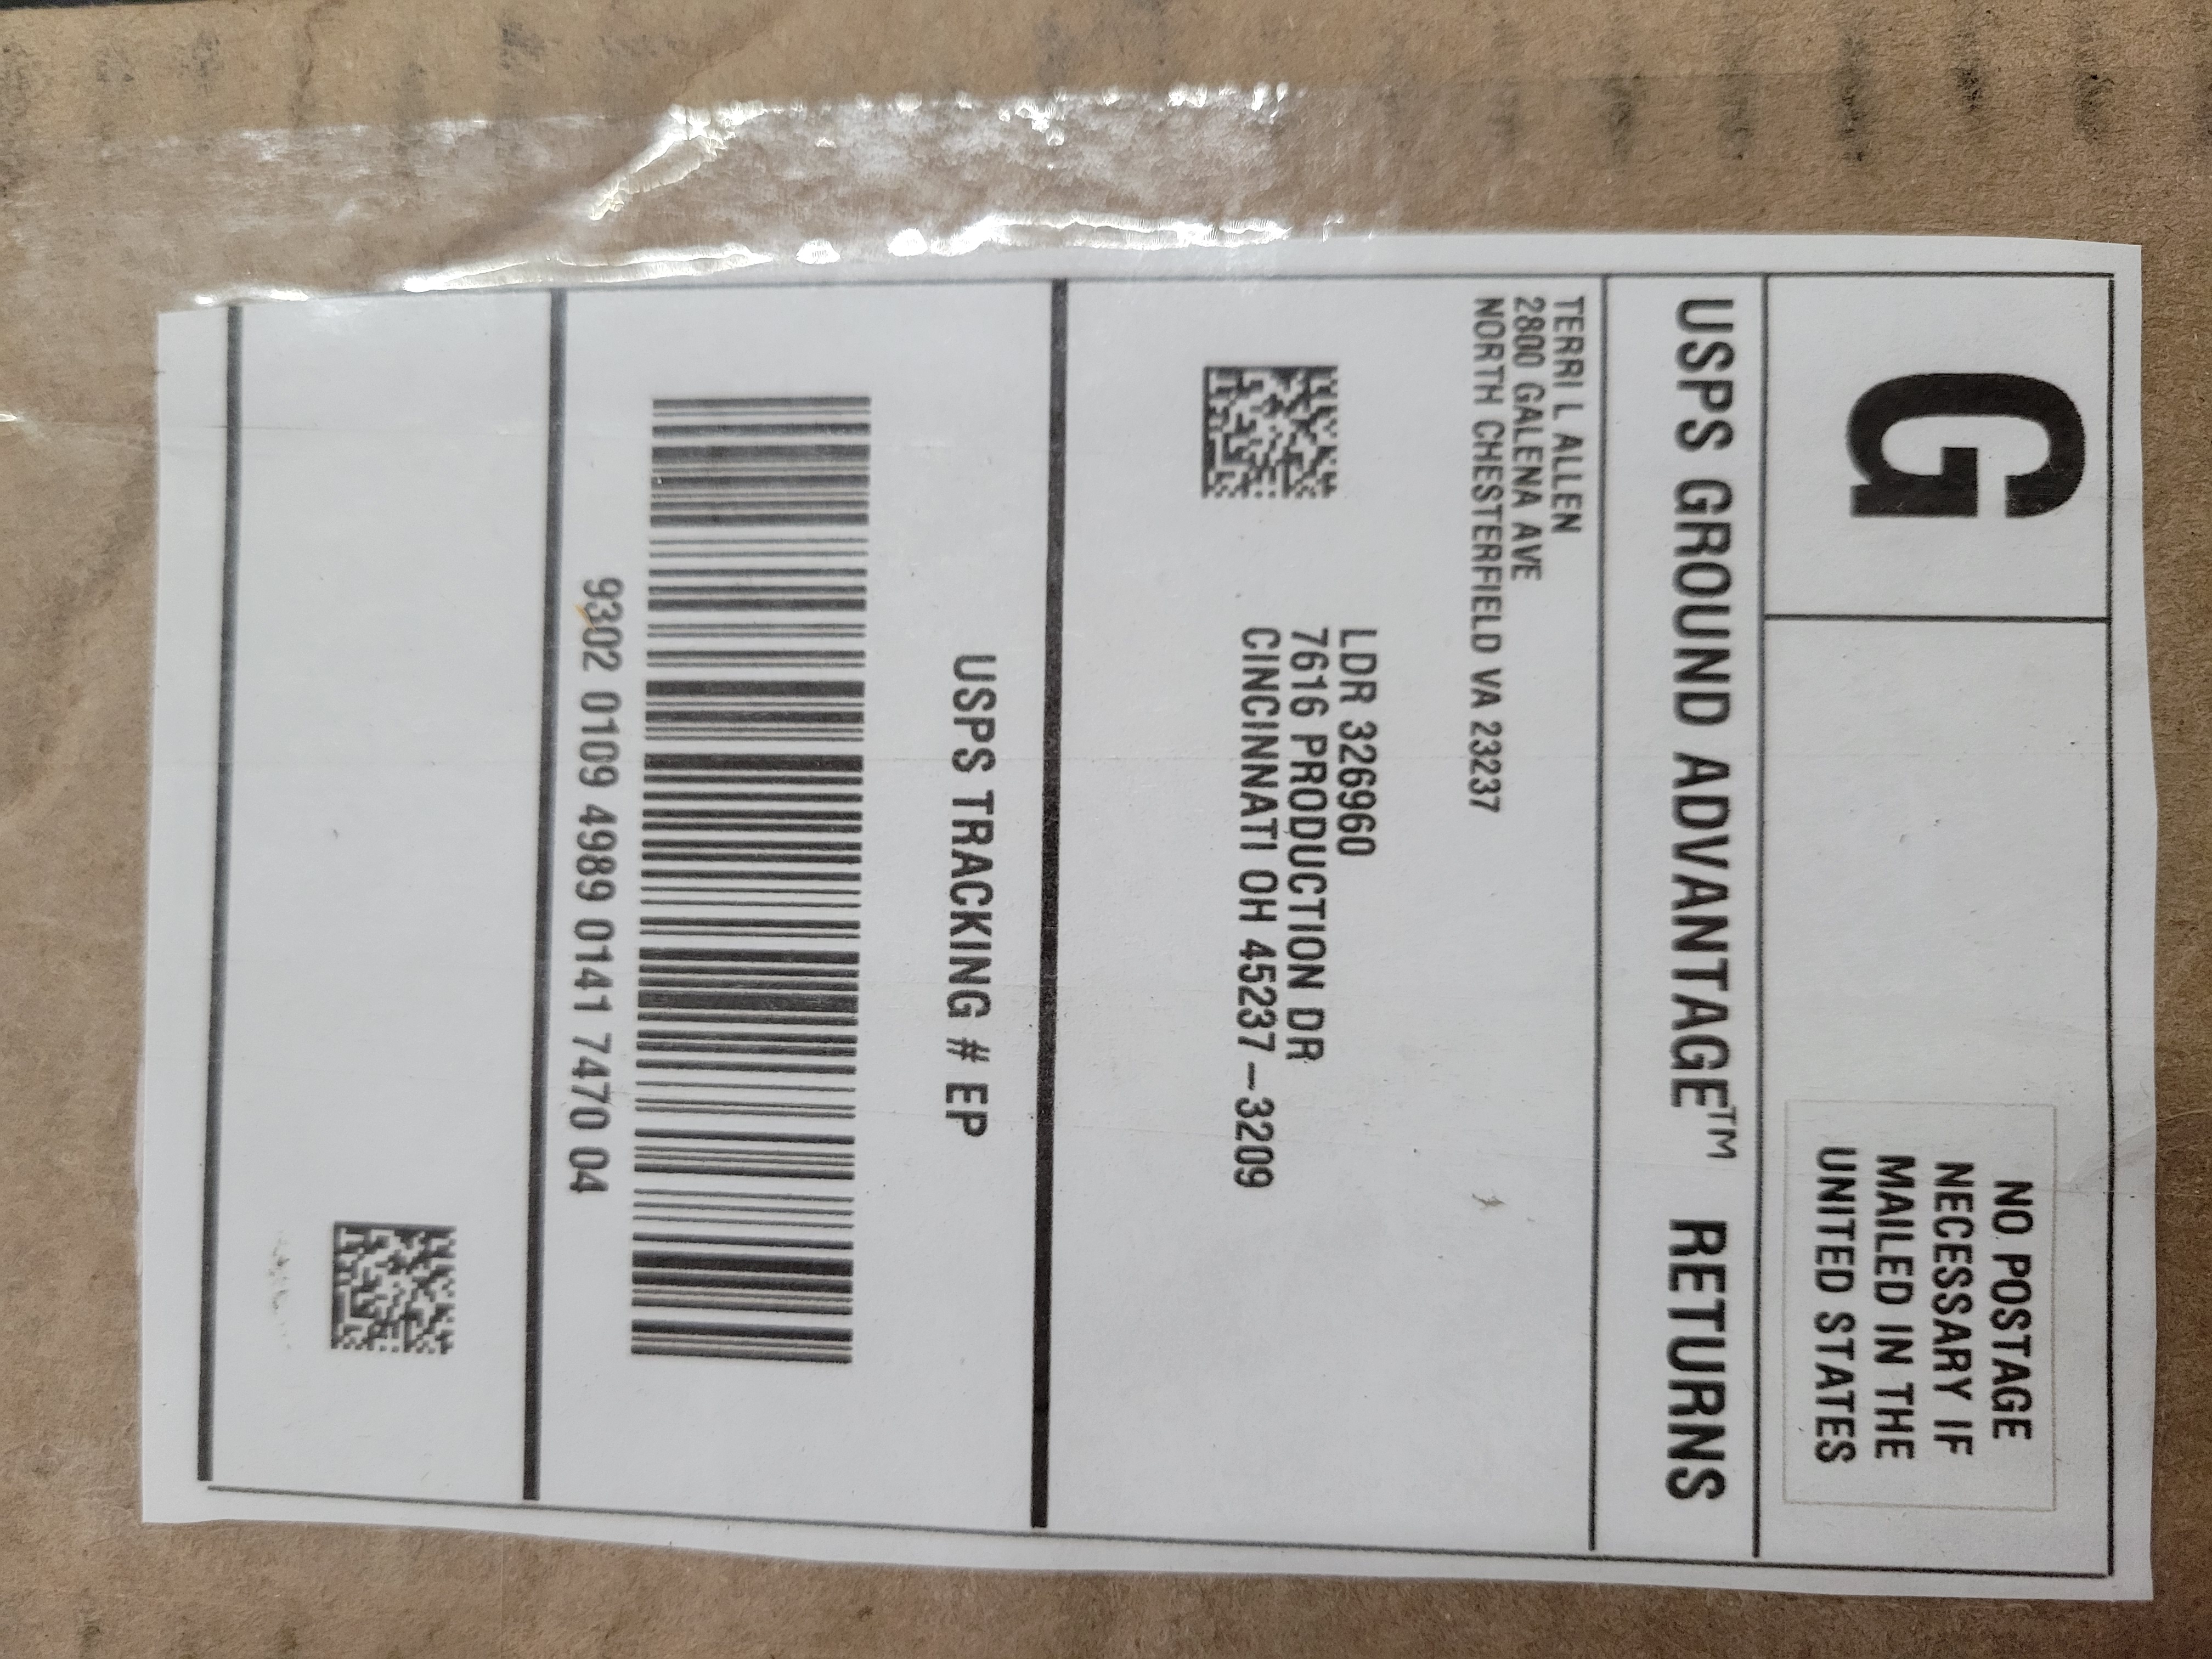 G
NO POSTAGE
NECESSARY IF
MAILED IN THE
UNITED STATES
USPS GROUND ADVANTAGE™ RETURNS
TERRI L ALLEN
2800 GALENA AVE
NORTH CHESTERFIELD VA 23237
LDR 326960
7616 PRODUCTION DR
CINCINNATI OH 45237-3209
USPS TRACKING # EP
9302 0109 4989 0141 7470 04